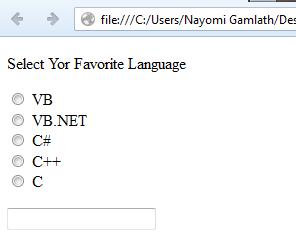 file:///C:/Users/Nayomi Gamlath/Des
Select Yor Favorite Language
VB
VB.NET
C#
C++
C